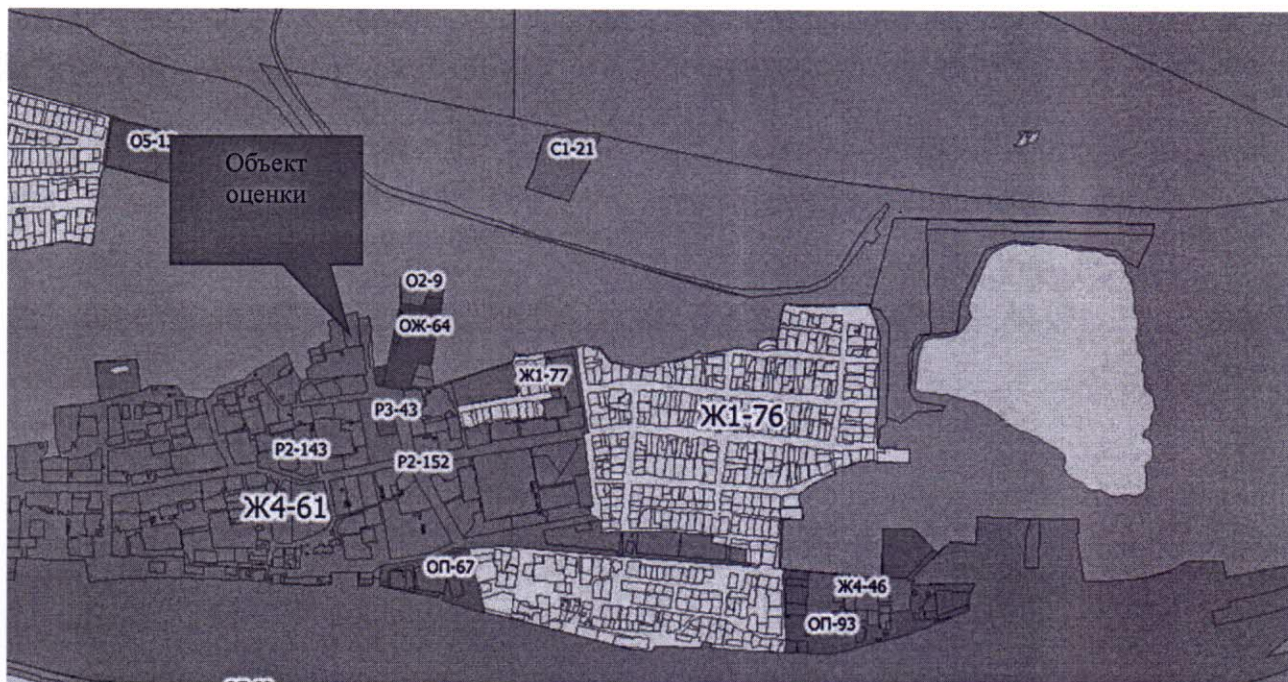 О5-1
С1-21
Объект
оценки
О2-9
ОЖ-64
Ж1-77
Р3-43
Ж1-76
Р2-143
Р2-152
Ж4-61
ОП-67
Ж4-46
ОП-93